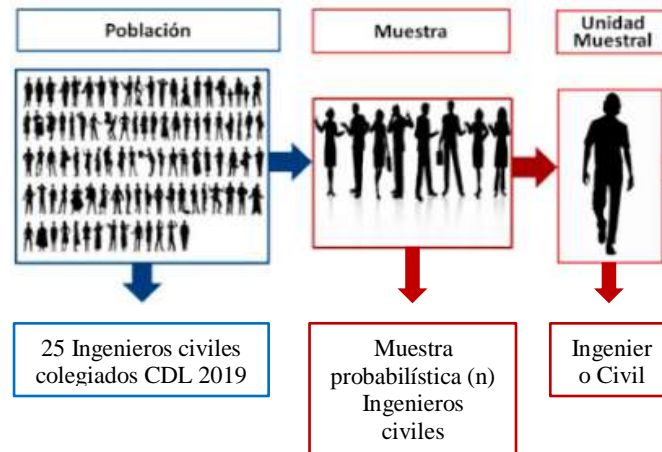 Población
Muestra
Unidad
Muestral
25 Ingenieros civiles
colegiados CDL 2019
Muestra
probabilística (n)
Ingenieros
civiles
Ingenier
o Civil